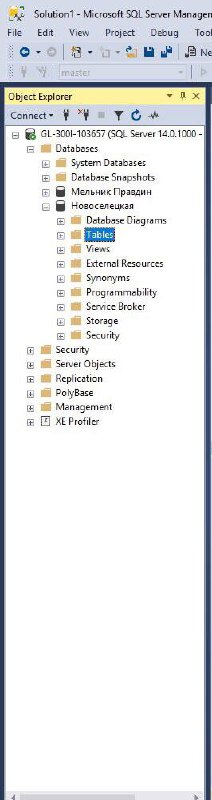 Solution1 - Microsoft SQL Server Manager
File Edit View Project Debug Tool
New
master
Object Explorer
Connect
GL-300I-103657 (SQL Server 14.0.1000 -
Databases
System Databases
Database Snapshots
Мельник Правдин
Новоселецкая
Database Diagrams
Tables
Views
External Resources
Synonyms
Programmability
Service Broker
Storage
Security
Security
Server Objects
Replication
PolyBase
Management
XE Profiler